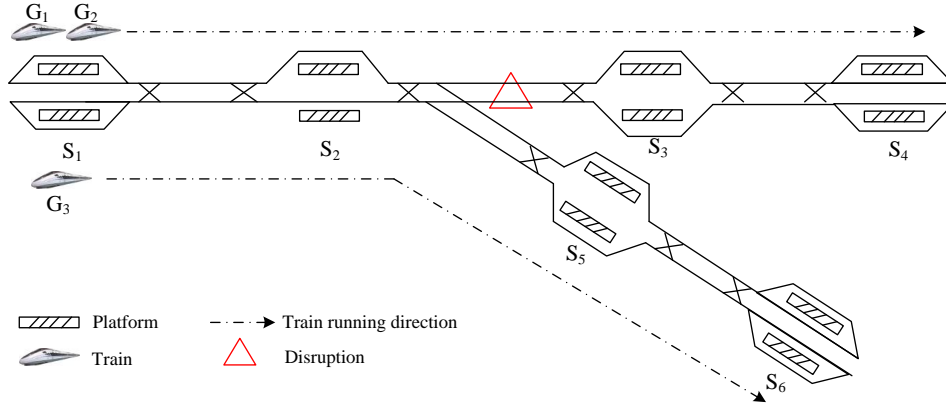 G1 G2
S1 S2 S3 S4
G3
S5
Platform Train running direction
Train Disruption
S6